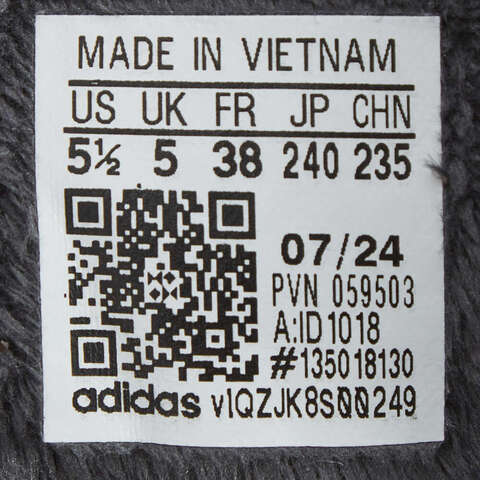 MADE IN VIETNAM
US UK FR JP CHN
5½ 5 38 240 235
07/24
PVN 059503
A:ID1018
#135018130
adidas vIQZJK8S00249